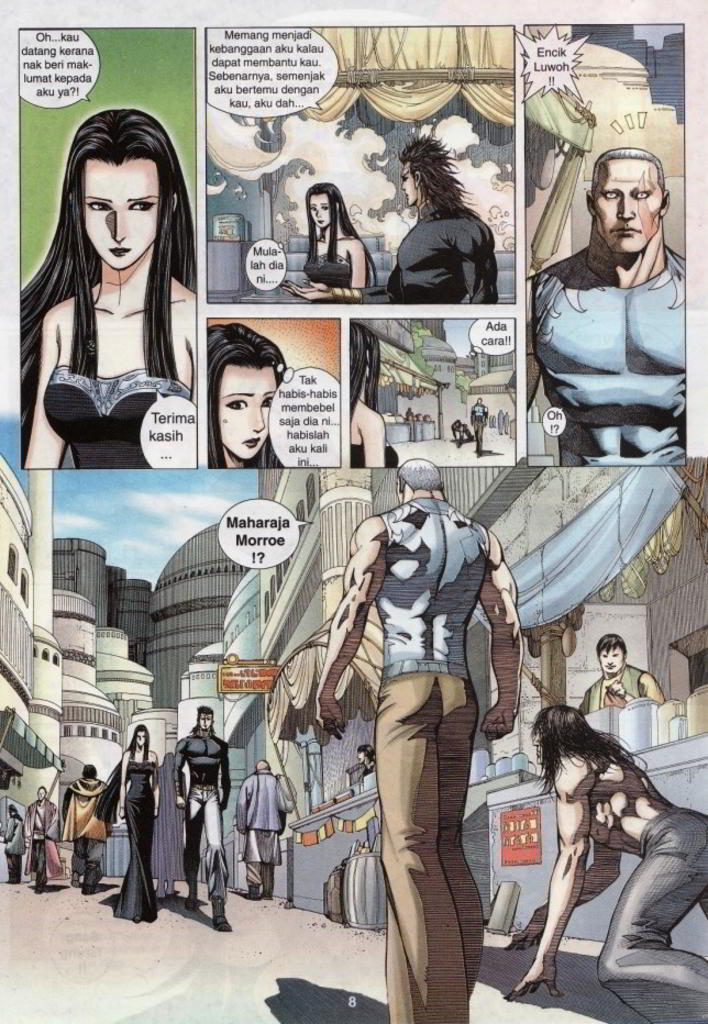 Oh...kau
datang kerana
nak beri mak-
lumat kepada
aku ya?!
Terima
kasih
...
Memang menjadi
kebanggaan aku kalau
dapat membantu kau.
Sebenarnya, semenjak
aku bertemu dengan
kau, aku dah...
Mula-
lah dia
ni....
Tak
habis-habis
membebel
saja dia ni...
habislah
aku kali
ini...
Ada
cara!!
Encik
Luwoh
!!
Oh
!?
Maharaja
Morroe
!?
8